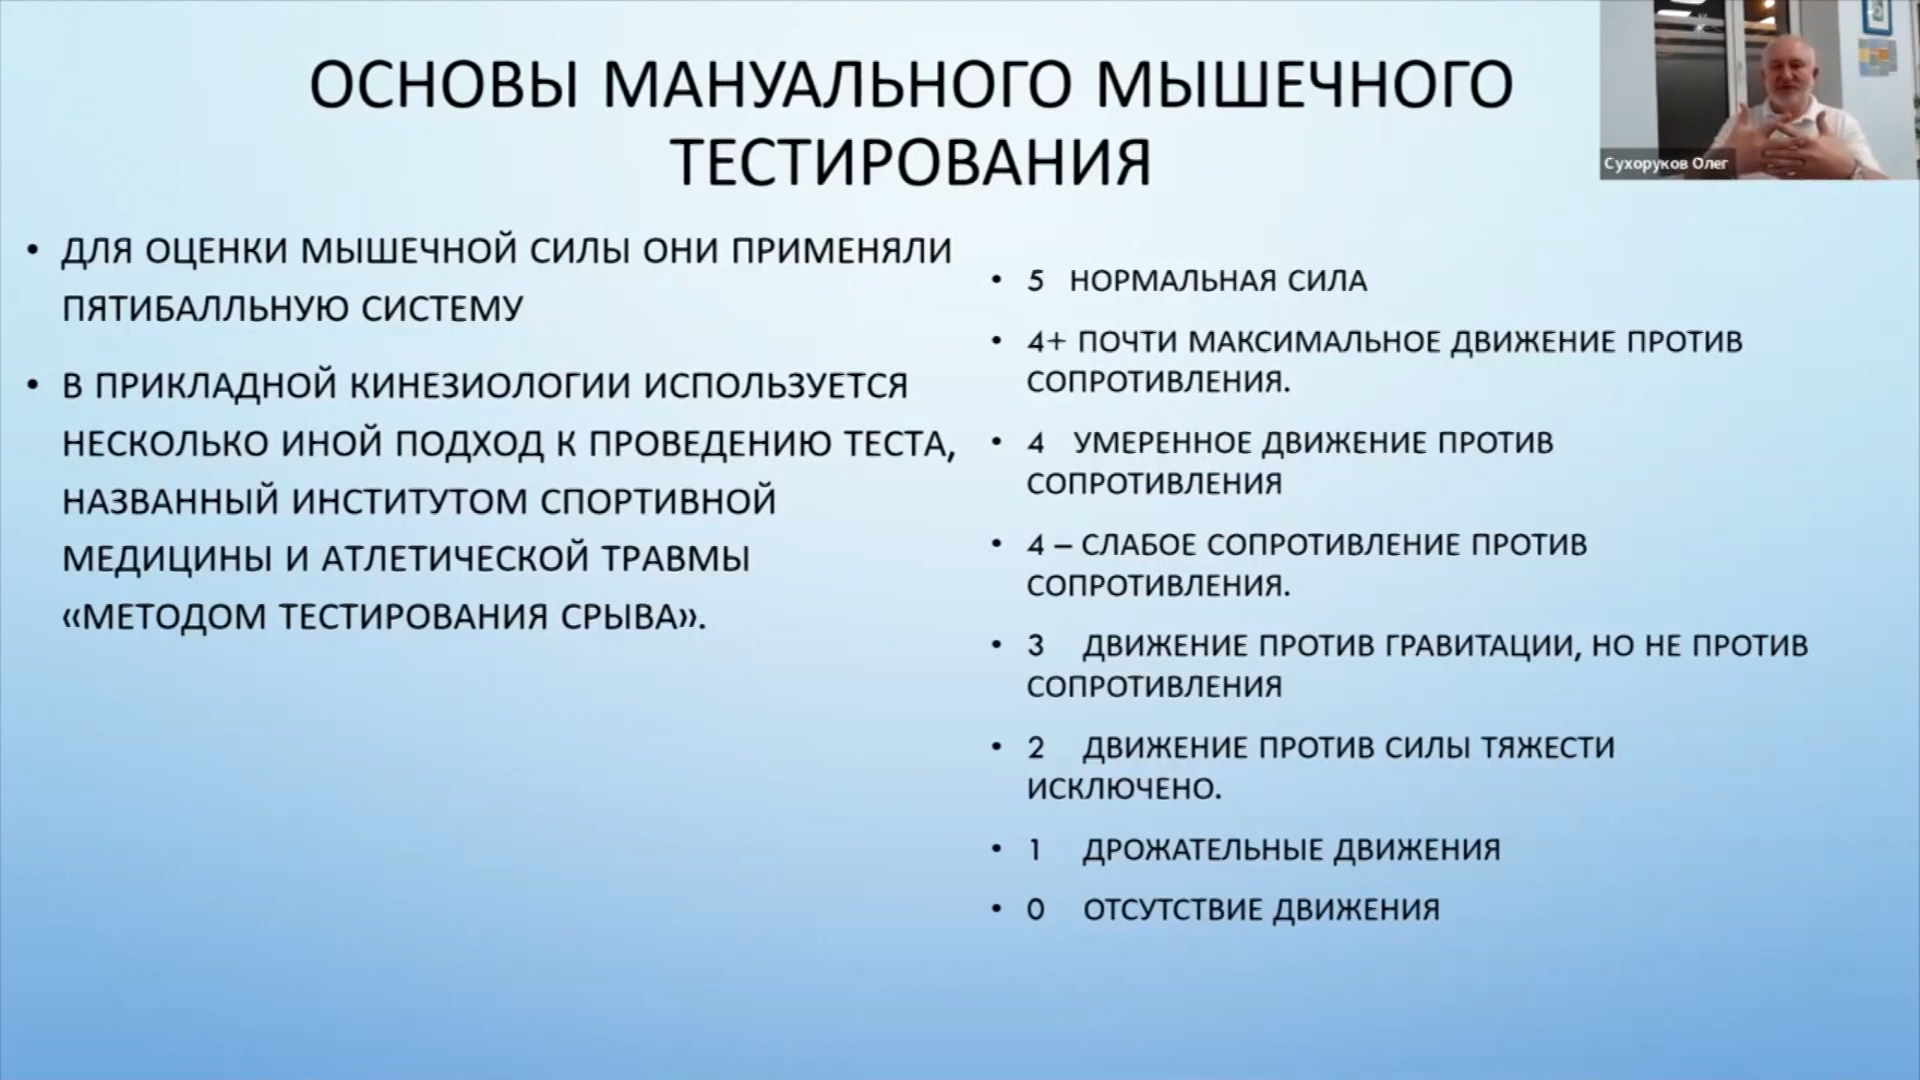 ОСНОВЫ МАНУАЛЬНОГО МЫШЕЧНОГО
ТЕСТИРОВАНИЯ
Сухоруков Олег
• ДЛЯ ОЦЕНКИ МЫШЕЧНОЙ СИЛЫ ОНИ ПРИМЕНЯЛИ
ПЯТИБАЛЛЬНУЮ СИСТЕМУ
• В ПРИКЛАДНОЙ КИНЕЗИОЛОГИИ ИСПОЛЬЗУЕТСЯ
НЕСКОЛЬКО ИНОЙ ПОДХОД К ПРОВЕДЕНИЮ ТЕСТА,
НАЗВАННЫЙ ИНСТИТУТОМ СПОРТИВНОЙ
МЕДИЦИНЫ И АТЛЕТИЧЕСКОЙ ТРАВМЫ
«МЕТОДОМ ТЕСТИРОВАНИЯ СРЫВА».
• 5 НОРМАЛЬНАЯ СИЛА
• 4+ ПОЧТИ МАКСИМАЛЬНОЕ ДВИЖЕНИЕ ПРОТИВ
СОПРОТИВЛЕНИЯ.
• 4 УМЕРЕННОЕ ДВИЖЕНИЕ ПРОТИВ
СОПРОТИВЛЕНИЯ
• 4 – СЛАБОЕ СОПРОТИВЛЕНИЕ ПРОТИВ
СОПРОТИВЛЕНИЯ.
• 3 ДВИЖЕНИЕ ПРОТИВ ГРАВИТАЦИИ, НО НЕ ПРОТИВ
СОПРОТИВЛЕНИЯ
• 2 ДВИЖЕНИЕ ПРОТИВ СИЛЫ ТЯЖЕСТИ
ИСКЛЮЧЕНО.
• 1 ДРОЖАТЕЛЬНЫЕ ДВИЖЕНИЯ
• 0 ОТСУТСТВИЕ ДВИЖЕНИЯ